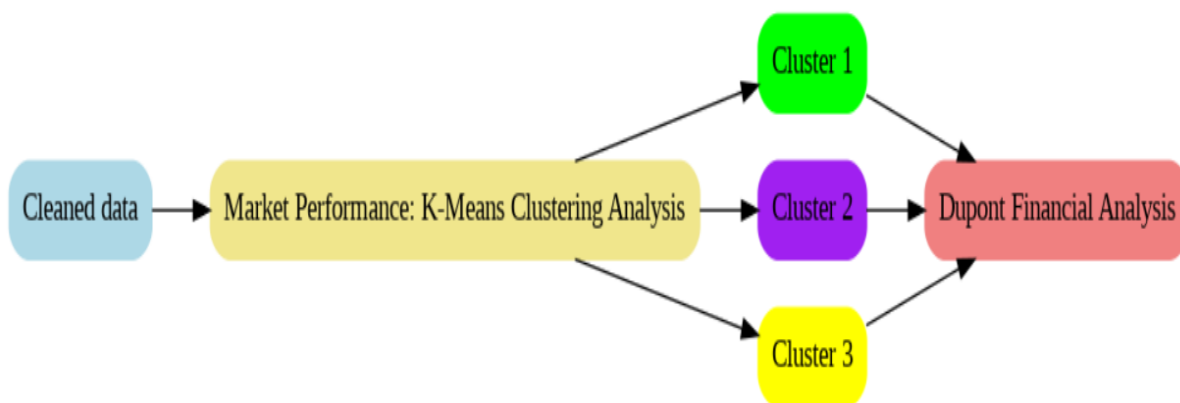 Cleaned data
Market Performance: K-Means Clustering Analysis
Cluster 1
Cluster 2
Cluster 3
Dupont Financial Analysis